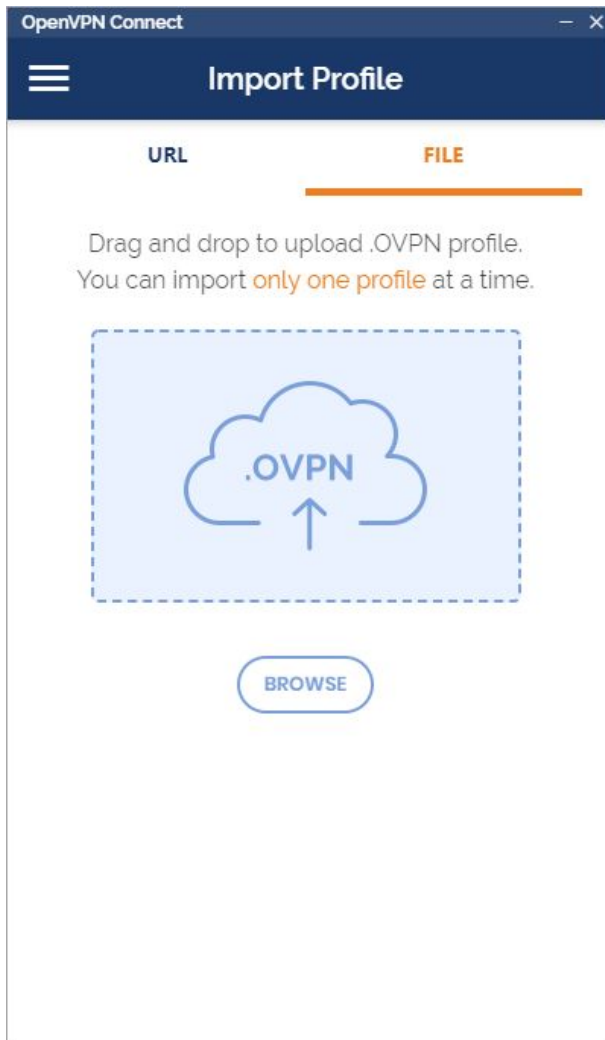 OpenVPN Connect
Import Profile
URL
FILE
Drag and drop to upload .OVPN profile.
You can import only one profile at a time.
.OVPN
BROWSE